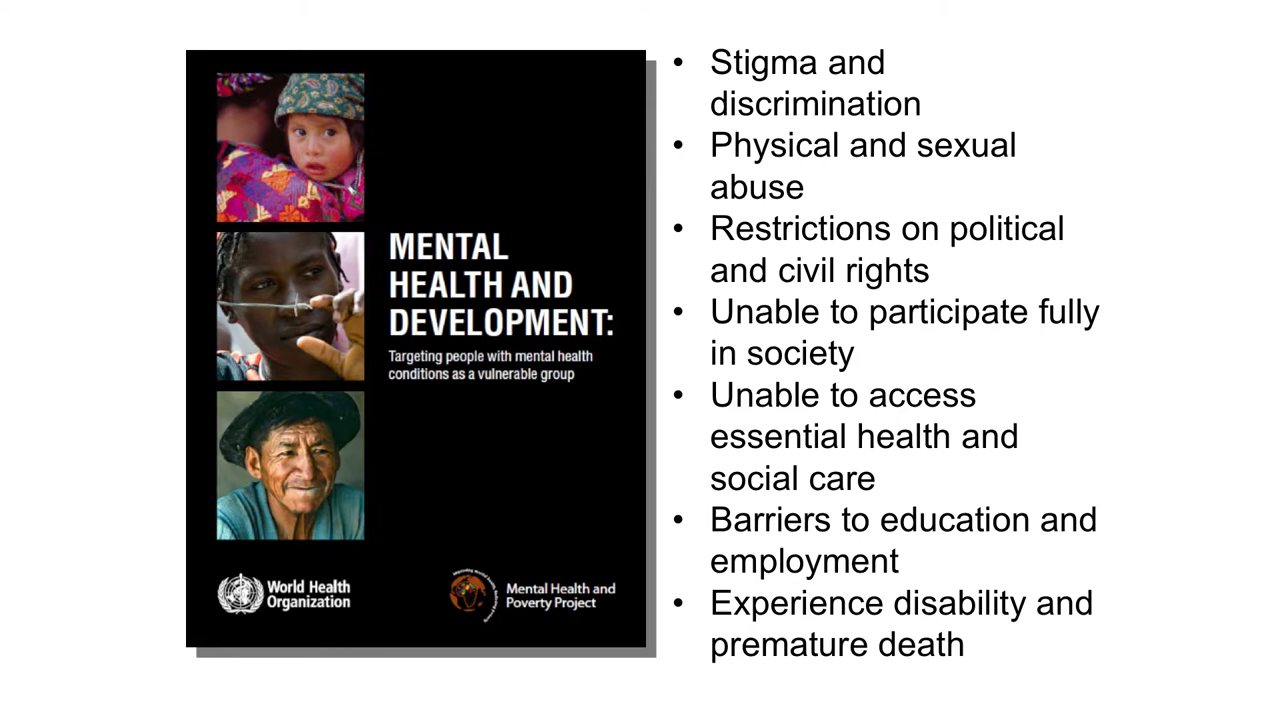 MENTAL
HEALTH AND
DEVELOPMENT:
Targeting people with mental health
conditions as a vulnerable group
World Health
Organization
Mental Health and
Poverty Project
• Stigma and
discrimination
• Physical and sexual
abuse
• Restrictions on political
and civil rights
• Unable to participate fully
in society
• Unable to access
essential health and
social care
• Barriers to education and
employment
• Experience disability and
premature death